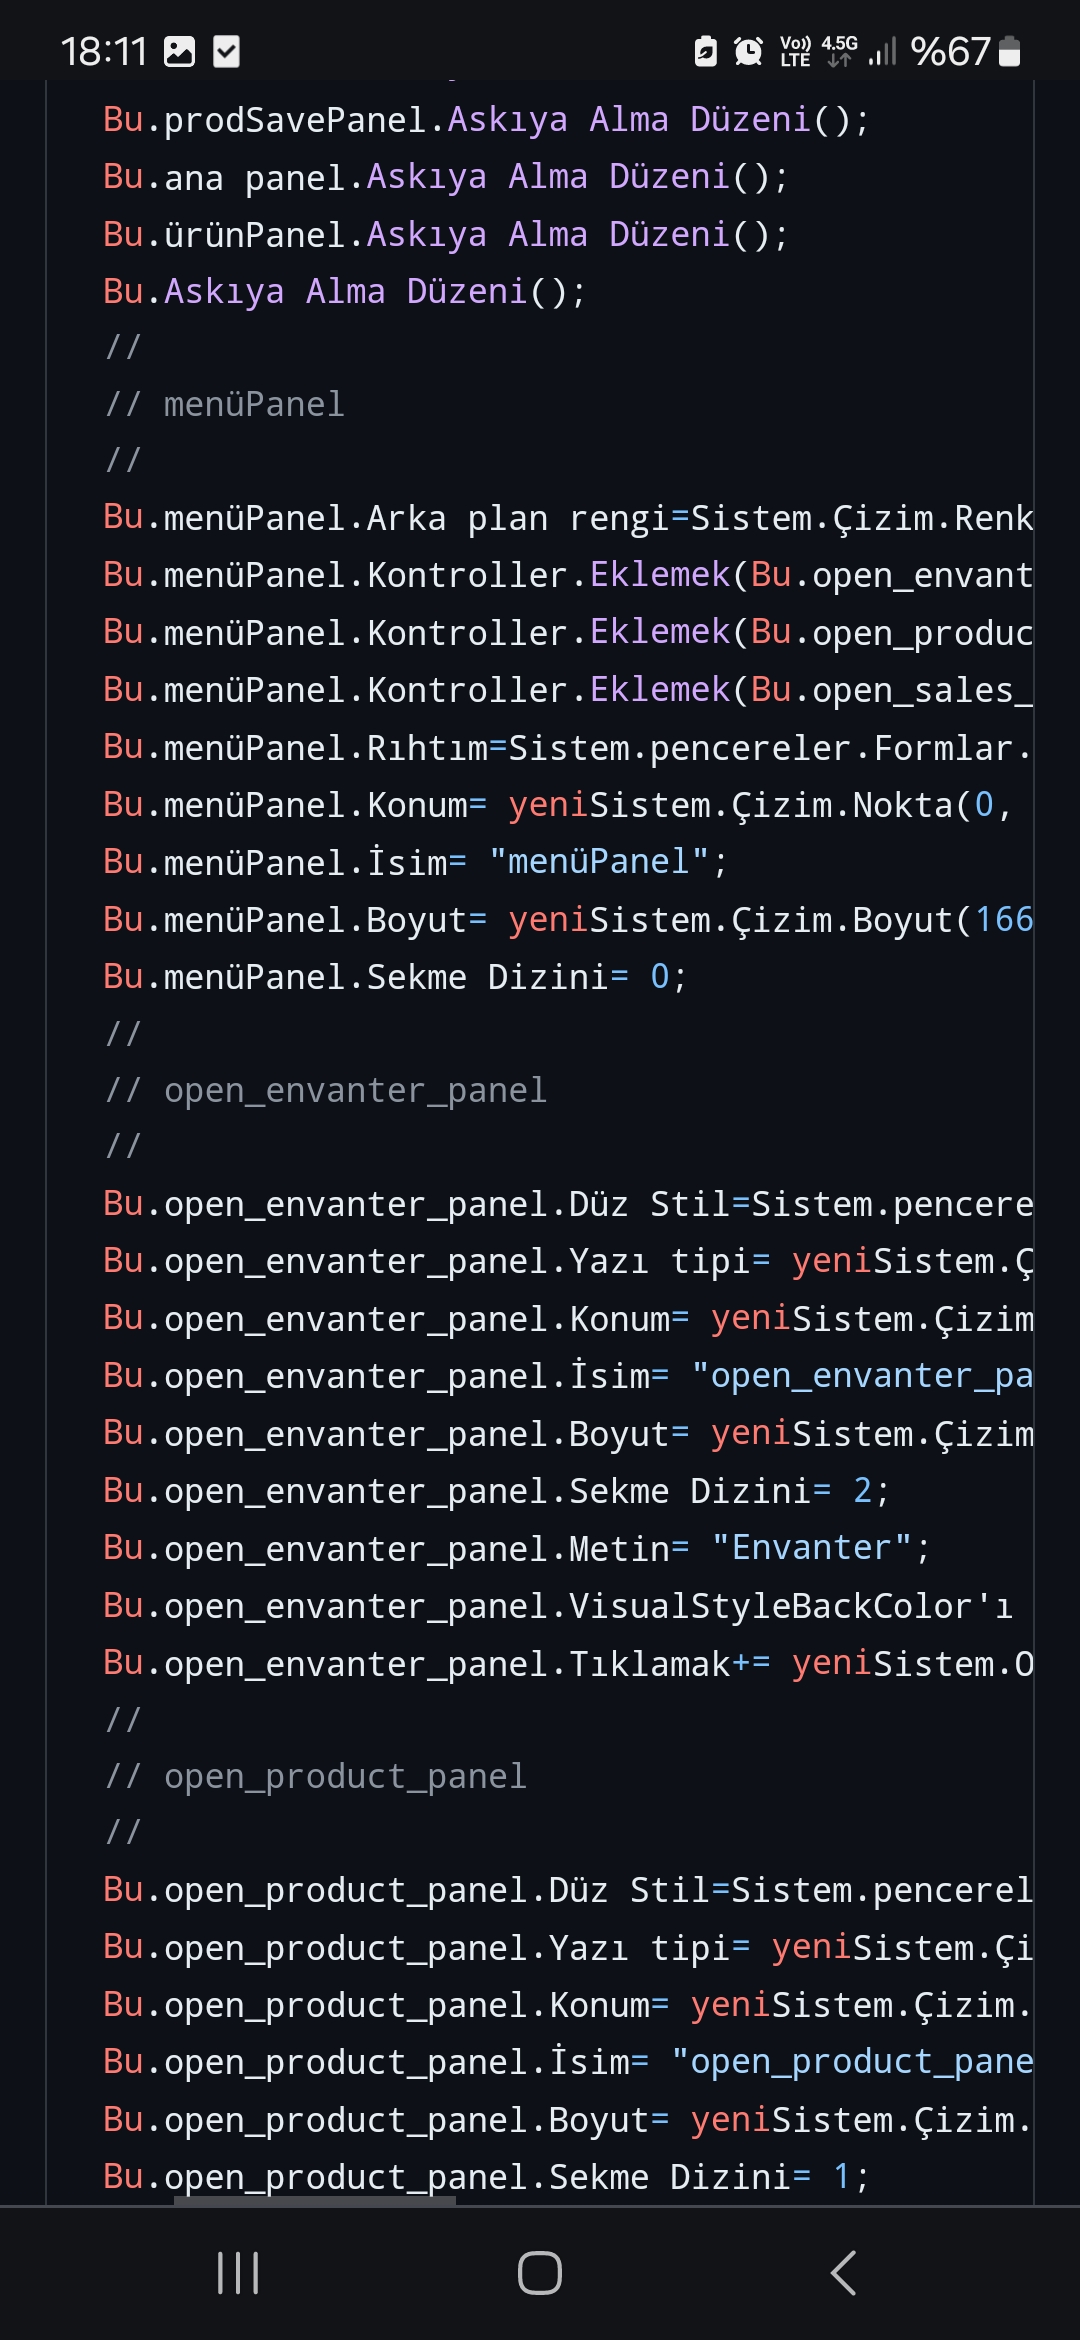 18:11 Vo)) LTE 4.5G %67
Bu.prodSavePanel.Askıya Alma Düzeni();
Bu.ana panel.Askıya Alma Düzeni();
Bu.ürünPanel.Askıya Alma Düzeni();
Bu.Askıya Alma Düzeni();
//
// menüPanel
//
Bu.menüPanel.Arka plan rengi=Sistem.Çizim.Renk
Bu.menüPanel.Kontroller.Eklemek(Bu.open_envant
Bu.menüPanel.Kontroller.Eklemek(Bu.open_produc
Bu.menüPanel.Kontroller.Eklemek(Bu.open_sales_
Bu.menüPanel.Rıhtım=Sistem.pencereler.Formlar.
Bu.menüPanel.Konum= yeniSistem.Çizim.Nokta(0,
Bu.menüPanel.İsim= "menüPanel";
Bu.menüPanel.Boyut= yeniSistem.Çizim.Boyut(166
Bu.menüPanel.Sekme Dizini= 0;
//
// open_envanter_panel
//
Bu.open_envanter_panel.Düz Stil=Sistem.pencere
Bu.open_envanter_panel.Yazı tipi= yeniSistem.Ç
Bu.open_envanter_panel.Konum= yeniSistem.Çizim
Bu.open_envanter_panel.İsim= "open_envanter_pa
Bu.open_envanter_panel.Boyut= yeniSistem.Çizim
Bu.open_envanter_panel.Sekme Dizini= 2;
Bu.open_envanter_panel.Metin= "Envanter";
Bu.open_envanter_panel.VisualStyleBackColor'ı
Bu.open_envanter_panel.Tıklamak+= yeniSistem.O
//
// open_product_panel
//
Bu.open_product_panel.Düz Stil=Sistem.pencerel
Bu.open_product_panel.Yazı tipi= yeniSistem.Çi
Bu.open_product_panel.Konum= yeniSistem.Çizim.
Bu.open_product_panel.İsim= "open_product_pane
Bu.open_product_panel.Boyut= yeniSistem.Çizim.
Bu.open_product_panel.Sekme Dizini= 1;